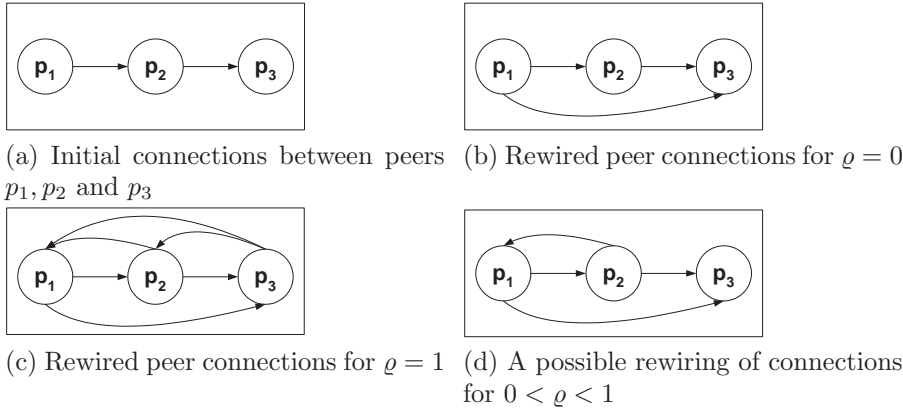 p1 p2 p3
p1 p2 p3
(a) Initial connections between peers
p1, p2 and p3
(b) Rewired peer connections for ϱ = 0
p1 p2 p3
p1 p2 p3
(c) Rewired peer connections for ϱ = 1
(d) A possible rewiring of connections
for 0 < ϱ < 1